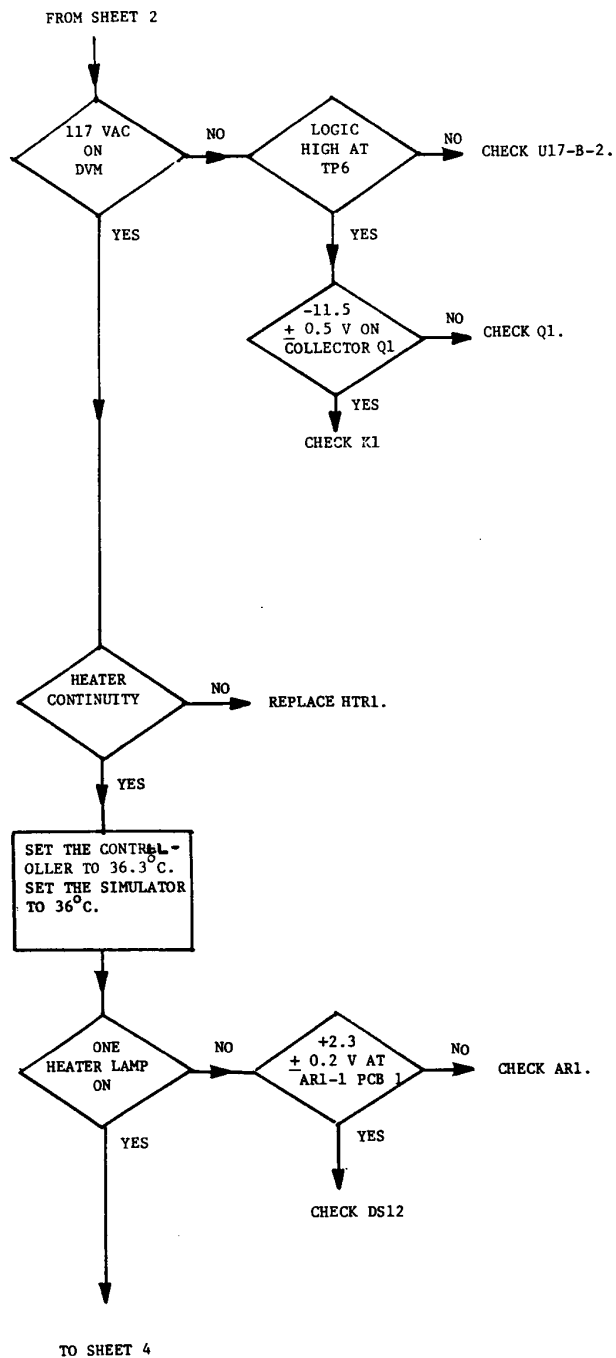 FROM SHEET 2
117 VAC
ON
DVM
NO
LOGIC
HIGH AT
TP6
NO
CHECK U17-B-2.
YES
YES
-11.5
± 0.5 V ON
COLLECTOR Q1
NO
CHECK Q1.
YES
CHECK K1
HEATER
CONTINUITY
NO
REPLACE HTR1.
YES
SET THE CONTRLL-
OLLER TO 36.3°C.
SET THE SIMULATOR
TO 36°C.
ONE
HEATER LAMP
ON
NO
+2.3
± 0.2 V AT
AR1-1 PCB 1
NO
CHECK AR1.
YES
YES
CHECK DS12
TO SHEET 4